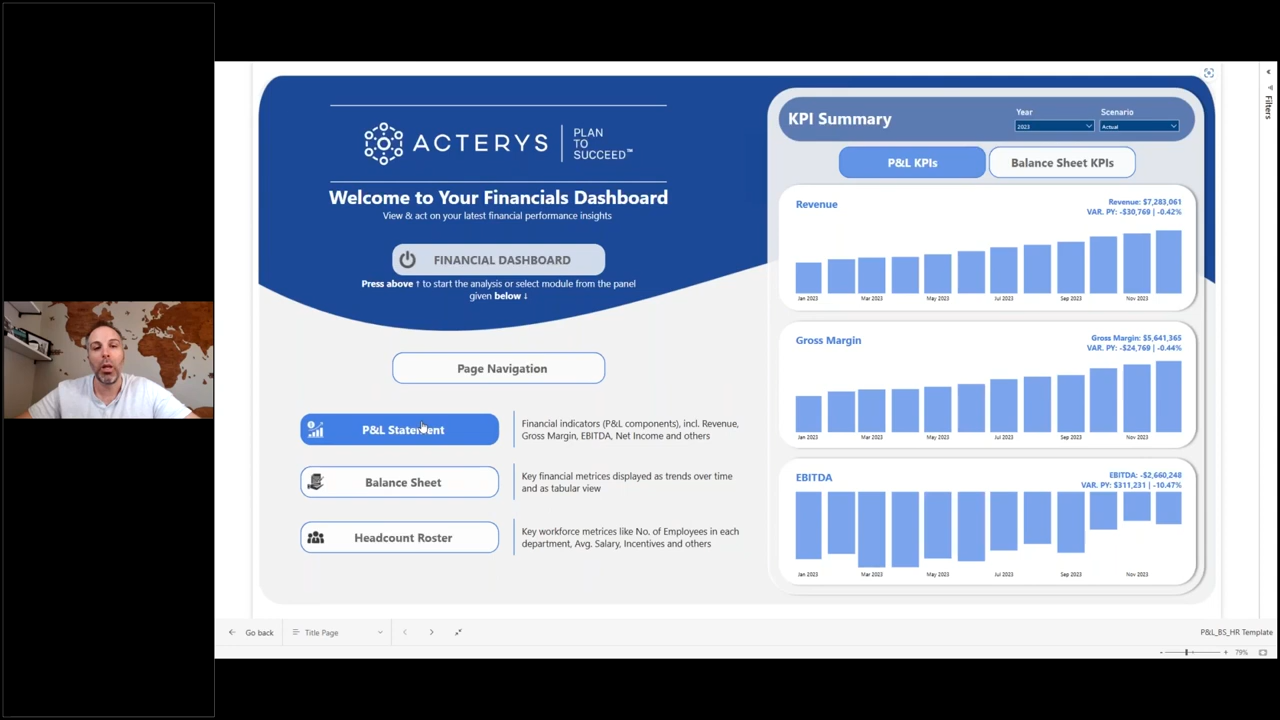 ACTERYS
PLAN
TO
SUCCEED™
Welcome to Your Financials Dashboard
View & act on your latest financial performance insights
FINANCIAL DASHBOARD
Press above ↑ to start the analysis or select module from the panel
given below ↓
Page Navigation
P&L Statement
Financial indicators (P&L components), incl. Revenue,
Gross Margin, EBITDA, Net Income and others
Balance Sheet
Key financial metrices displayed as trends over time
and as tabular view
Headcount Roster
Key workforce metrics like No. of Employees in each
department, Avg. Salary, Incentives and others
KPI Summary
Year
2023
Scenario
Actual
P&L KPIs
Balance Sheet KPIs
Revenue
Revenue: $7,283,061
VAR. PY: -$30,769 | -0.42%
Jan 2023 Mar 2023 May 2023 Jul 2023 Sep 2023 Nov 2023
Gross Margin
Gross Margin: $5,641,365
VAR. PY: -$24,769 | -0.44%
Jan 2023 Mar 2023 May 2023 Jul 2023 Sep 2023 Nov 2023
EBITDA
EBITDA: -$2,660,248
VAR. PY: $311,231 | -10.47%
Jan 2023 Mar 2023 May 2023 Jul 2023 Sep 2023 Nov 2023
Filters
Go back
Title Page
P&L_BS_HR Template
79%